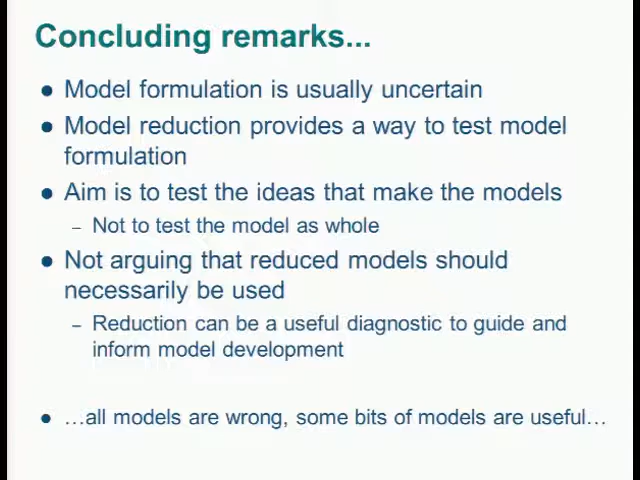 Concluding remarks...
● Model formulation is usually uncertain
● Model reduction provides a way to test model
formulation
● Aim is to test the ideas that make the models
– Not to test the model as whole
● Not arguing that reduced models should
necessarily be used
– Reduction can be a useful diagnostic to guide and
inform model development
● …all models are wrong, some bits of models are useful…